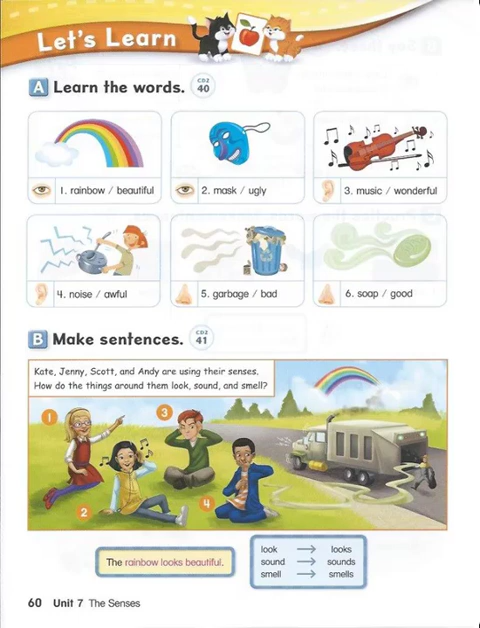 Let's Learn
A Learn the words. CD2 40
1. rainbow / beautiful
2. mask / ugly
3. music / wonderful
4. noise / awful
5. garbage / bad
6. soap / good
B Make sentences. CD2 41
Kate, Jenny, Scott, and Andy are using their senses.
How do the things around them look, sound, and smell?
1
3
2
4
The rainbow looks beautiful.
look → looks
sound → sounds
smell → smells
60 Unit 7 The Senses